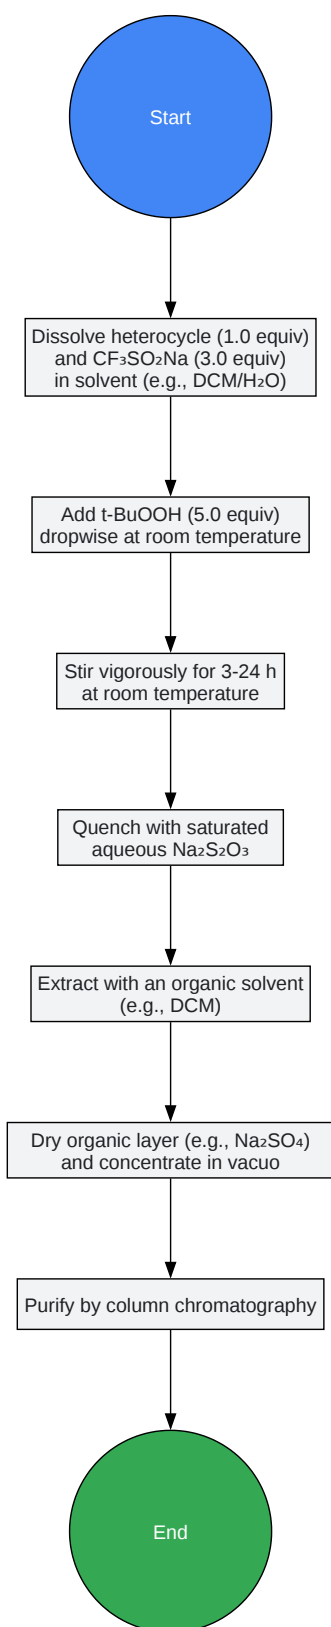 Start
Dissolve heterocycle (1.0 equiv)
and CF₃SO₂Na (3.0 equiv)
in solvent (e.g., DCM/H₂O)
Add t-BuOOH (5.0 equiv)
dropwise at room temperature
Stir vigorously for 3-24 h
at room temperature
Quench with saturated
aqueous Na₂S₂O₃
Extract with an organic solvent
(e.g., DCM)
Dry organic layer (e.g., Na₂SO₄)
and concentrate in vacuo
Purify by column chromatography
End